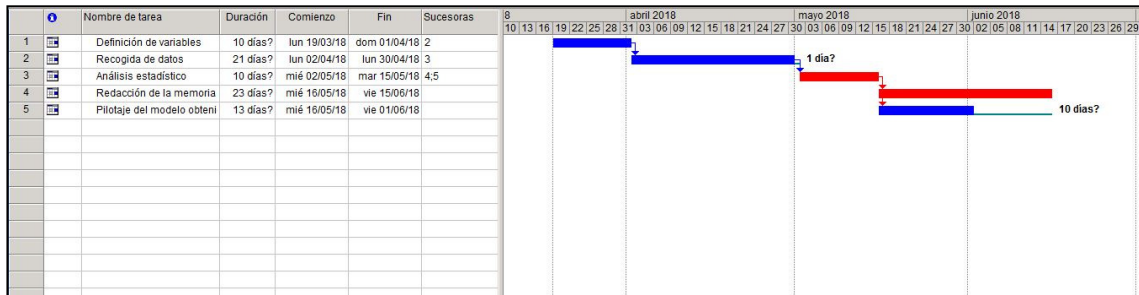 Nombre de tarea Duración Comienzo Fin Sucesoras 8 abril 2018 mayo 2018 junio 2018
10 13 16 19 22 25 28 31 03 06 09 12 15 18 21 24 27 30 03 06 09 12 15 18 21 24 27 30 02 05 08 11 14 17 20 23 26 29
1 Definición de variables 10 días? lun 19/03/18 dom 01/04/18 2
2 Recogida de datos 21 días? lun 02/04/18 lun 30/04/18 3 1 día?
3 Análisis estadístico 10 días? mié 02/05/18 mar 15/05/18 4;5
4 Redacción de la memoria 23 días? mié 16/05/18 vie 15/06/18
5 Pilotaje del modelo obteni 13 días? mié 16/05/18 vie 01/06/18 10 días?